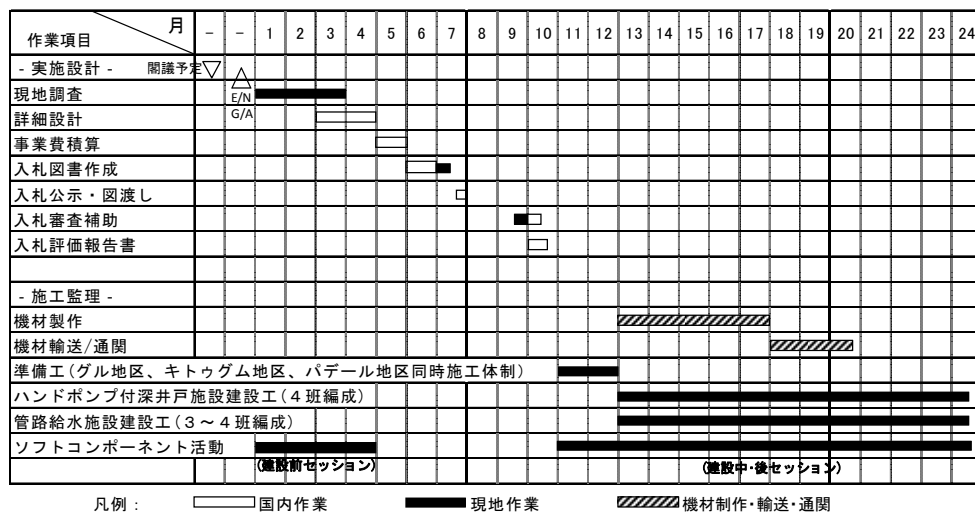 月
作業項目
- - 1 2 3 4 5 6 7 8 9 10 11 12 13 14 15 16 17 18 19 20 21 22 23 24
- 実施設計 - 閣議予定
現地調査 E/N
G/A
詳細設計
事業費積算
入札図書作成
入札公示・図渡し
入札審査補助
入札評価報告書
- 施工監理 -
機材製作
機材輸送/通関
準備工(グル地区、キトゥグム地区、パデール地区同時施工体制)
ハンドポンプ付深井戸施設建設工(４班編成)
管路給水施設建設工(３～４班編成)
ソフトコンポーネント活動
(建設前セッション) (建設中・後セッション)
凡例： 国内作業 現地作業 機材制作・輸送・通関